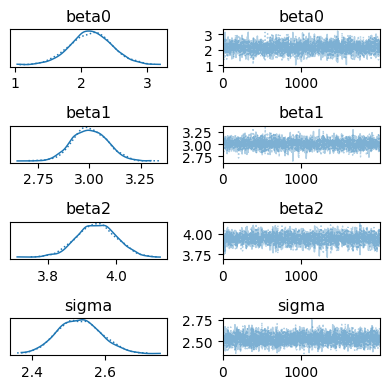 beta0 beta0
3
2
1
1 2 3 0 1000
beta1 beta1
3.25
3.00
2.75
2.75 3.00 3.25 0 1000
beta2 beta2
4.00
3.75
3.8 4.0 0 1000
sigma sigma
2.75
2.50
2.4 2.6 0 1000